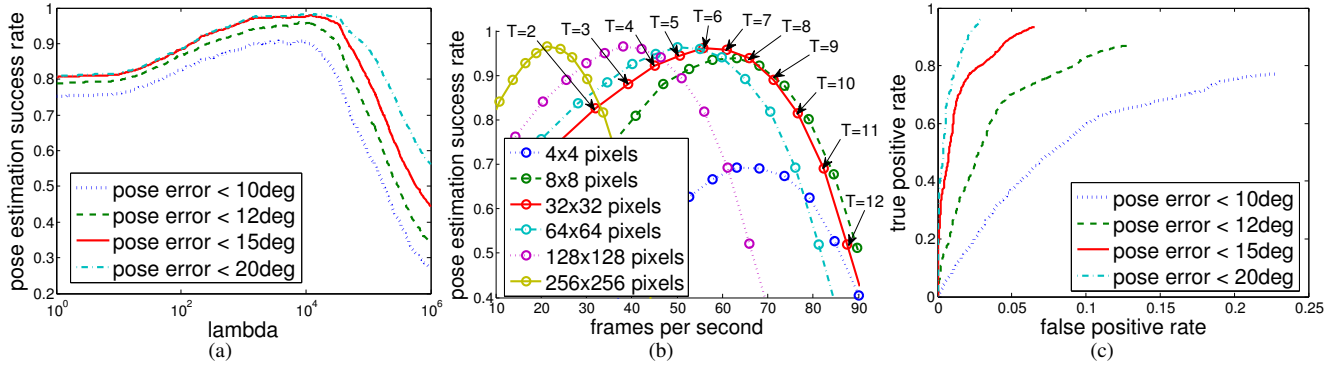 pose estimation success rate
1
0.9
0.8
0.7
0.6
0.5
0.4
0.3
0.2
pose error < 10deg
pose error < 12deg
pose error < 15deg
pose error < 20deg
10^0
10^2
10^4
10^6
lambda
(a)
pose estimation success rate
1
0.9
0.8
0.7
0.6
0.5
0.4
T=2
T=3
T=4
T=5
T=6
T=7
T=8
T=9
T=10
T=11
T=12
4x4 pixels
8x8 pixels
32x32 pixels
64x64 pixels
128x128 pixels
256x256 pixels
10 20 30 40 50 60 70 80 90
frames per second
(b)
true positive rate
1
0.8
0.6
0.4
0.2
0
pose error < 10deg
pose error < 12deg
pose error < 15deg
pose error < 20deg
0 0.05 0.1 0.15 0.2 0.25
false positive rate
(c)